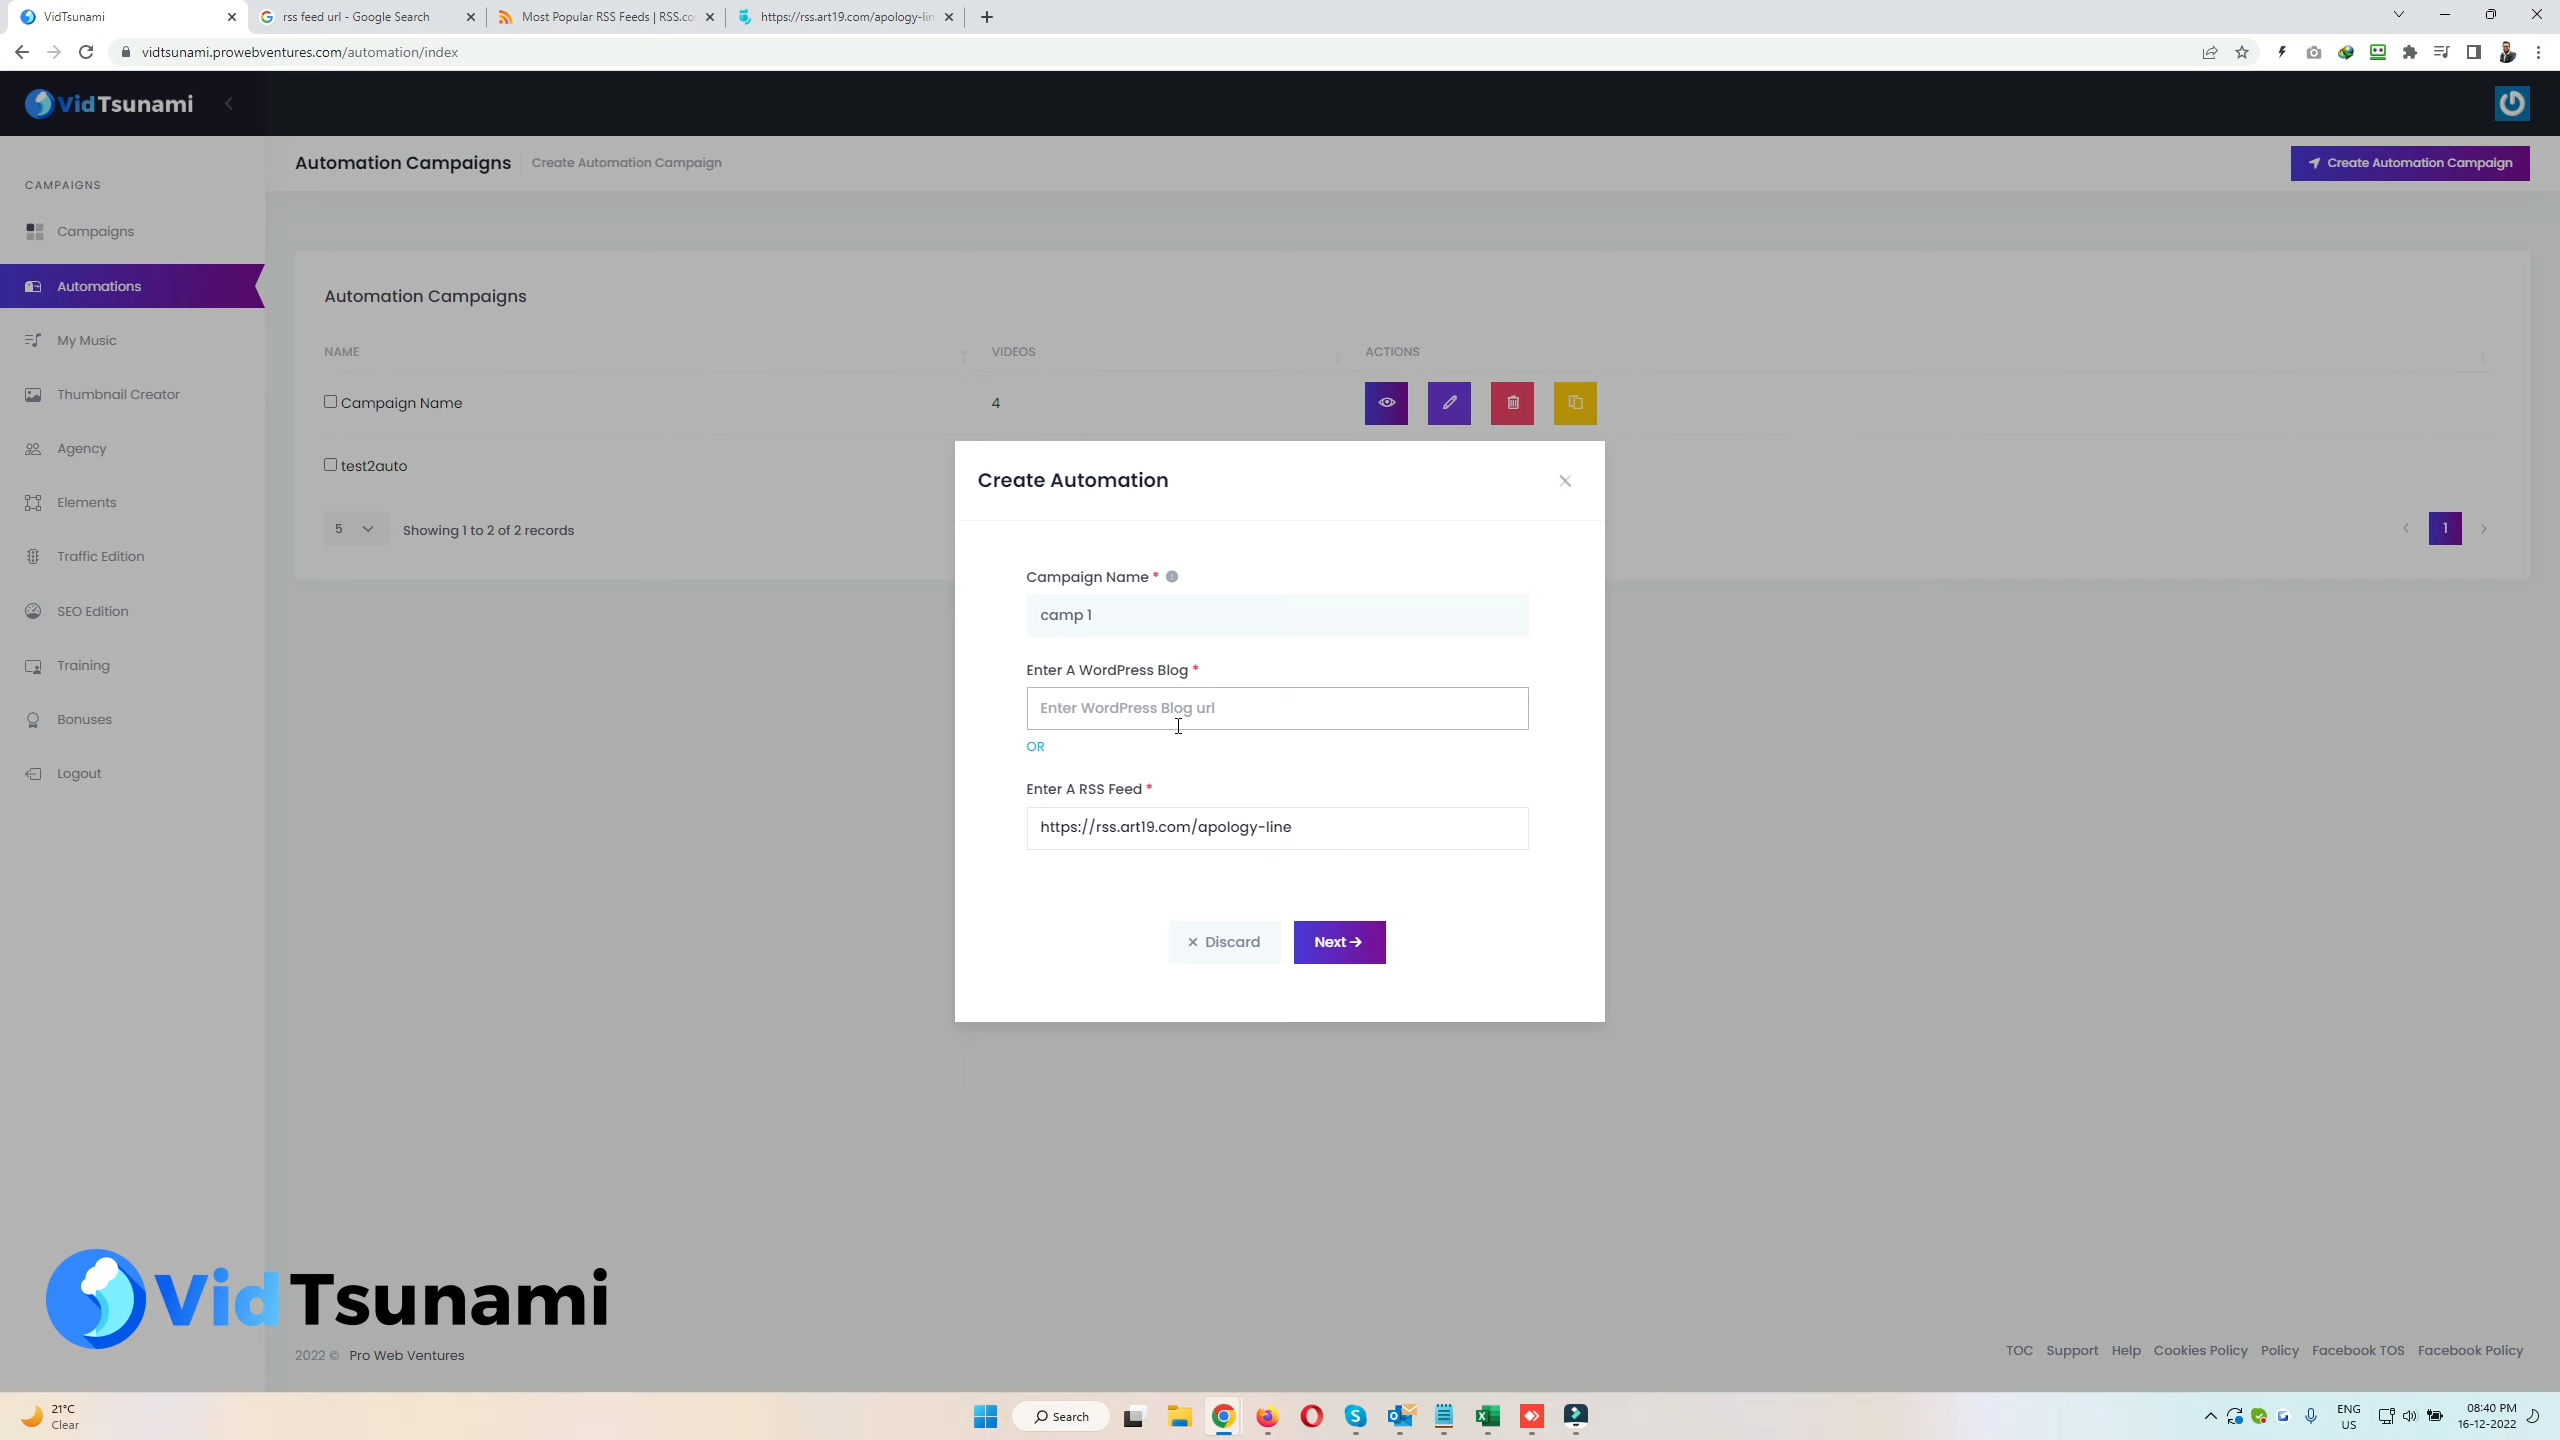 VidTsunami
rss feed url - Google Search
Most Popular RSS Feeds | RSS.co
https://rss.art19.com/apology-lin
vidtsunami.prowebventures.com/automation/index
VidTsunami
Automation Campaigns
Create Automation Campaign
Create Automation Campaign
CAMPAIGNS
Campaigns
Automations
My Music
Thumbnail Creator
Agency
Elements
Traffic Edition
SEO Edition
Training
Bonuses
Logout
Automation Campaigns
NAME
VIDEOS
ACTIONS
Campaign Name
4
test2auto
5
Showing 1 to 2 of 2 records
1
Create Automation
Campaign Name *
camp 1
Enter A WordPress Blog *
Enter WordPress Blog url
OR
Enter A RSS Feed *
https://rss.art19.com/apology-line
Discard
Next
VidTsunami
2022 © Pro Web Ventures
TOC Support Help Cookies Policy Policy Facebook TOS Facebook Policy
21°C
Clear
Search
ENG
US
08:40 PM
16-12-2022